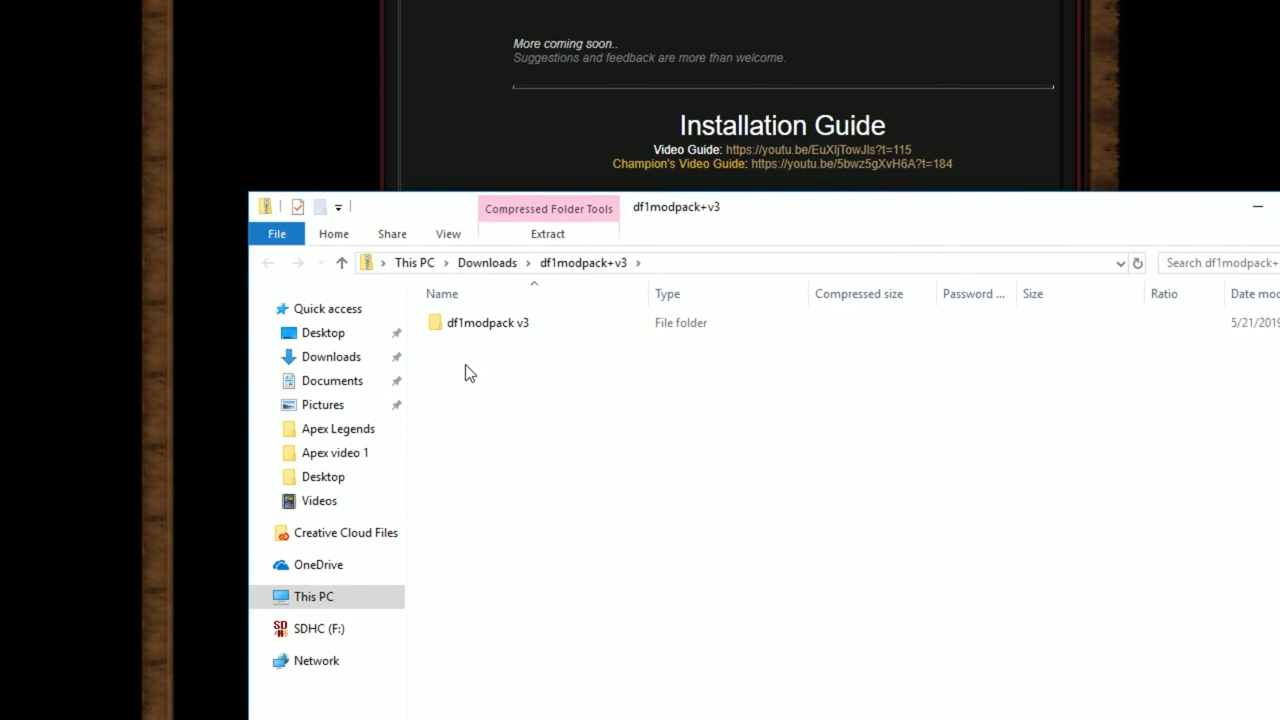 More coming soon..
Suggestions and feedback are more than welcome.
Installation Guide
Video Guide: https://youtu.be/EuXljTowJls?t=115
Champion's Video Guide: https://youtu.be/5bwz5gXvH6A?t=184
Compressed Folder Tools
df1modpack+v3
File
Home
Share
View
Extract
This PC
Downloads
df1modpack+v3
Search df1modpack+
Name
Type
Compressed size
Password ...
Size
Ratio
Date mod
df1modpack v3
File folder
5/21/2019
Quick access
Desktop
Downloads
Documents
Pictures
Apex Legends
Apex video 1
Desktop
Videos
Creative Cloud Files
OneDrive
This PC
SDHC (F:)
Network